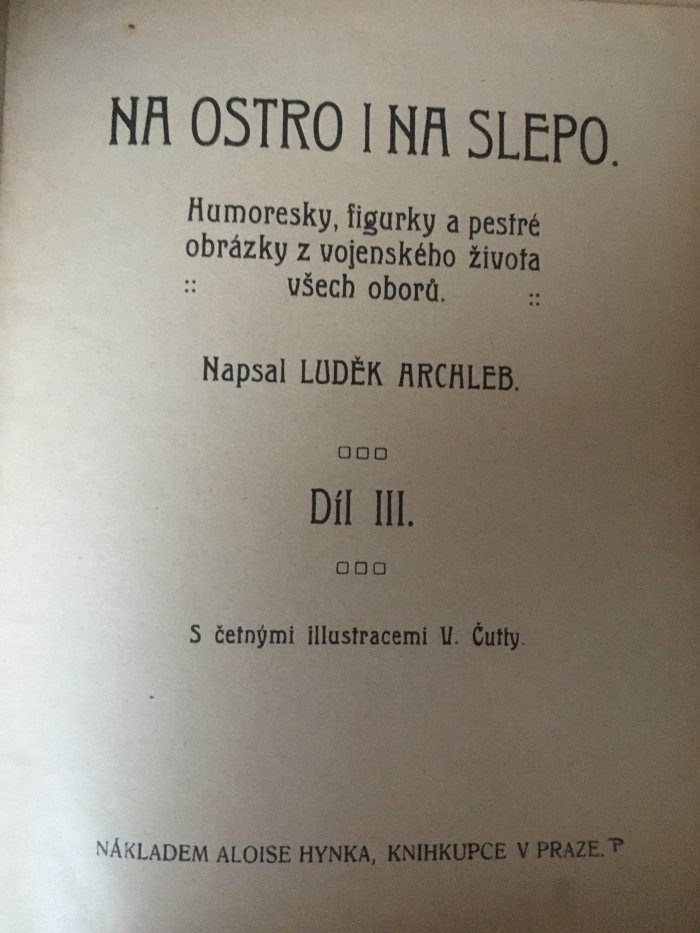 NA OSTRO I NA SLEPO.
Humoresky, figurky a pestré
obrázky z vojenského života
:: všech oborů. ::
Napsal LUDĚK ARCHLEB.
Díl III.
S četnými illustracemi V. Čutty.
NÁKLADEM ALOISE HYNKA, KNIHKUPCE V PRAZE.